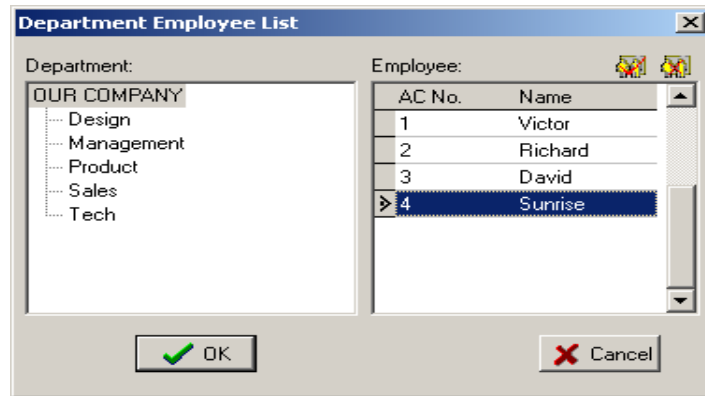 Department Employee List
Department:
OUR COMPANY
Design
Management
Product
Sales
Tech
Employee:
AC No. Name
1 Victor
2 Richard
3 David
4 Sunrise
OK
Cancel